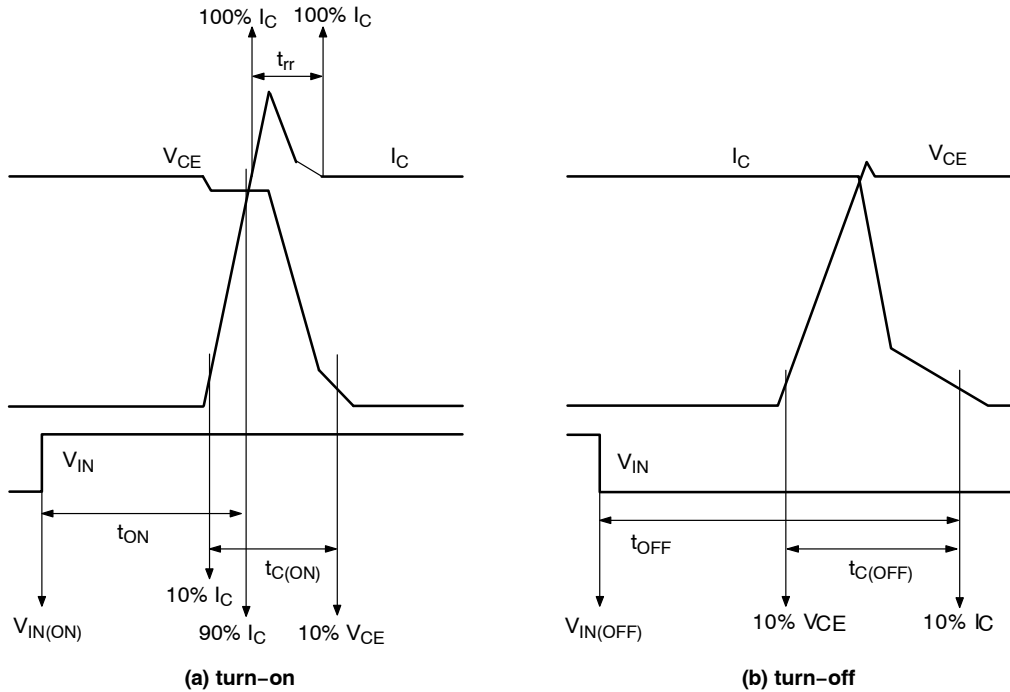 100% I_C 100% I_C
t_rr
V_CE I_C
V_IN
t_ON
t_C(ON)
10% I_C
V_IN(ON) 90% I_C 10% V_CE
(a) turn−on
I_C V_CE
V_IN
t_OFF
t_C(OFF)
V_IN(OFF) 10% VCE 10% IC
(b) turn−off